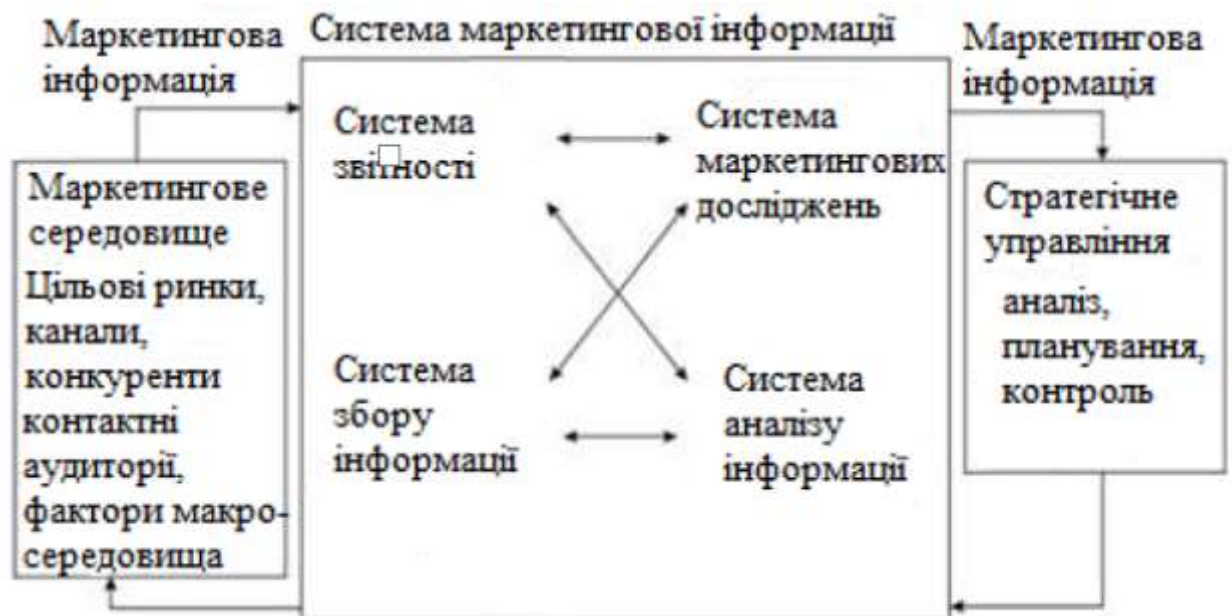 Маркетингова
інформація
Система маркетингової інформації
Маркетингова
інформація
Маркетингове
середовище
Цільові ринки,
канали,
конкуренти
контактні
аудиторії,
фактори макро-
середовища
Система
звітності
Система
маркетингових
досліджень
Система
збору
інформації
Система
аналізу
інформації
Стратегічне
управління
аналіз,
планування,
контроль